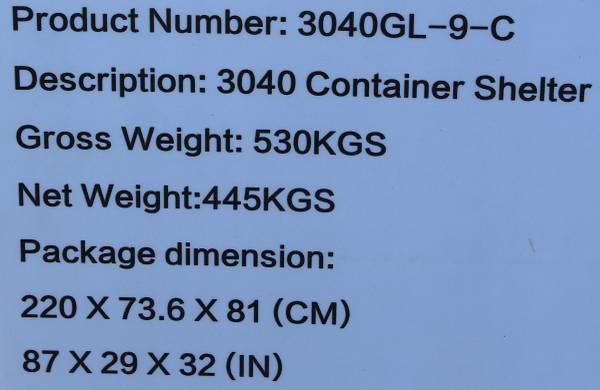 Product Number: 3040GL-9-C
Description: 3040 Container Shelter
Gross Weight: 530KGS
Net Weight:445KGS
Package dimension:
220 X 73.6 X 81 (CM)
87 X 29 X 32 (IN)